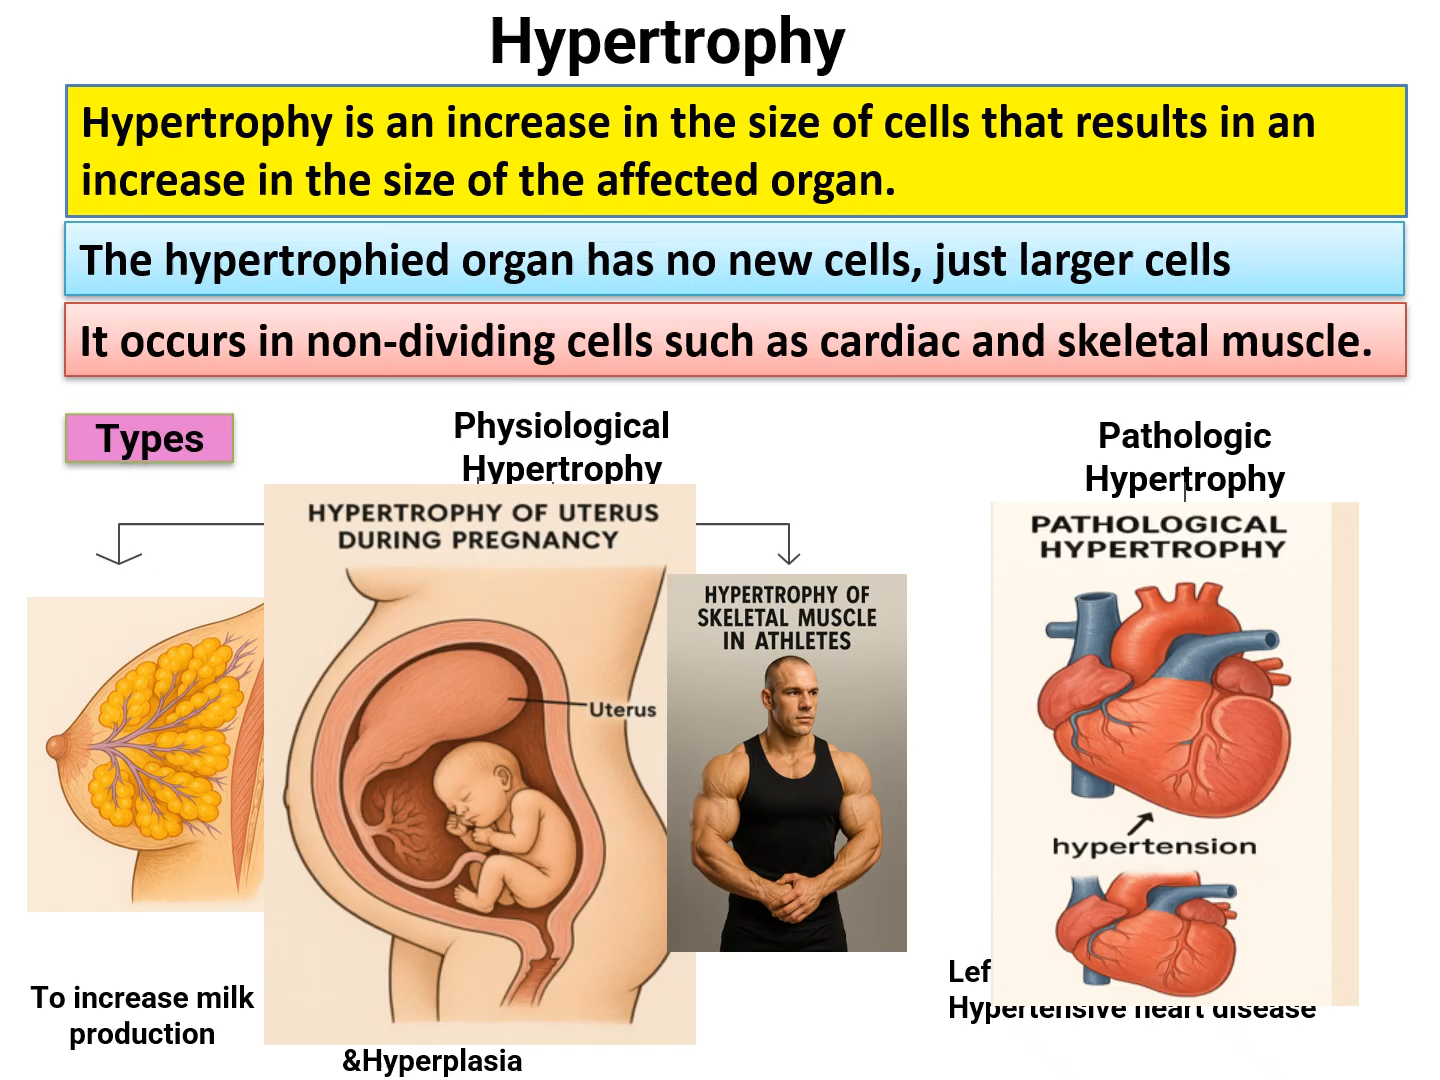 Hypertrophy
Hypertrophy is an increase in the size of cells that results in an
increase in the size of the affected organ.
The hypertrophied organ has no new cells, just larger cells
It occurs in non-dividing cells such as cardiac and skeletal muscle.
Types
Physiological
Hypertrophy
Pathologic
Hypertrophy
HYPERTROPHY OF UTERUS
DURING PREGNANCY
Uterus
HYPERTROPHY OF
SKELETAL MUSCLE
IN ATHLETES
PATHOLOGICAL
HYPERTROPHY
hypertension
To increase milk
production
&Hyperplasia
Hypertensive heart disease